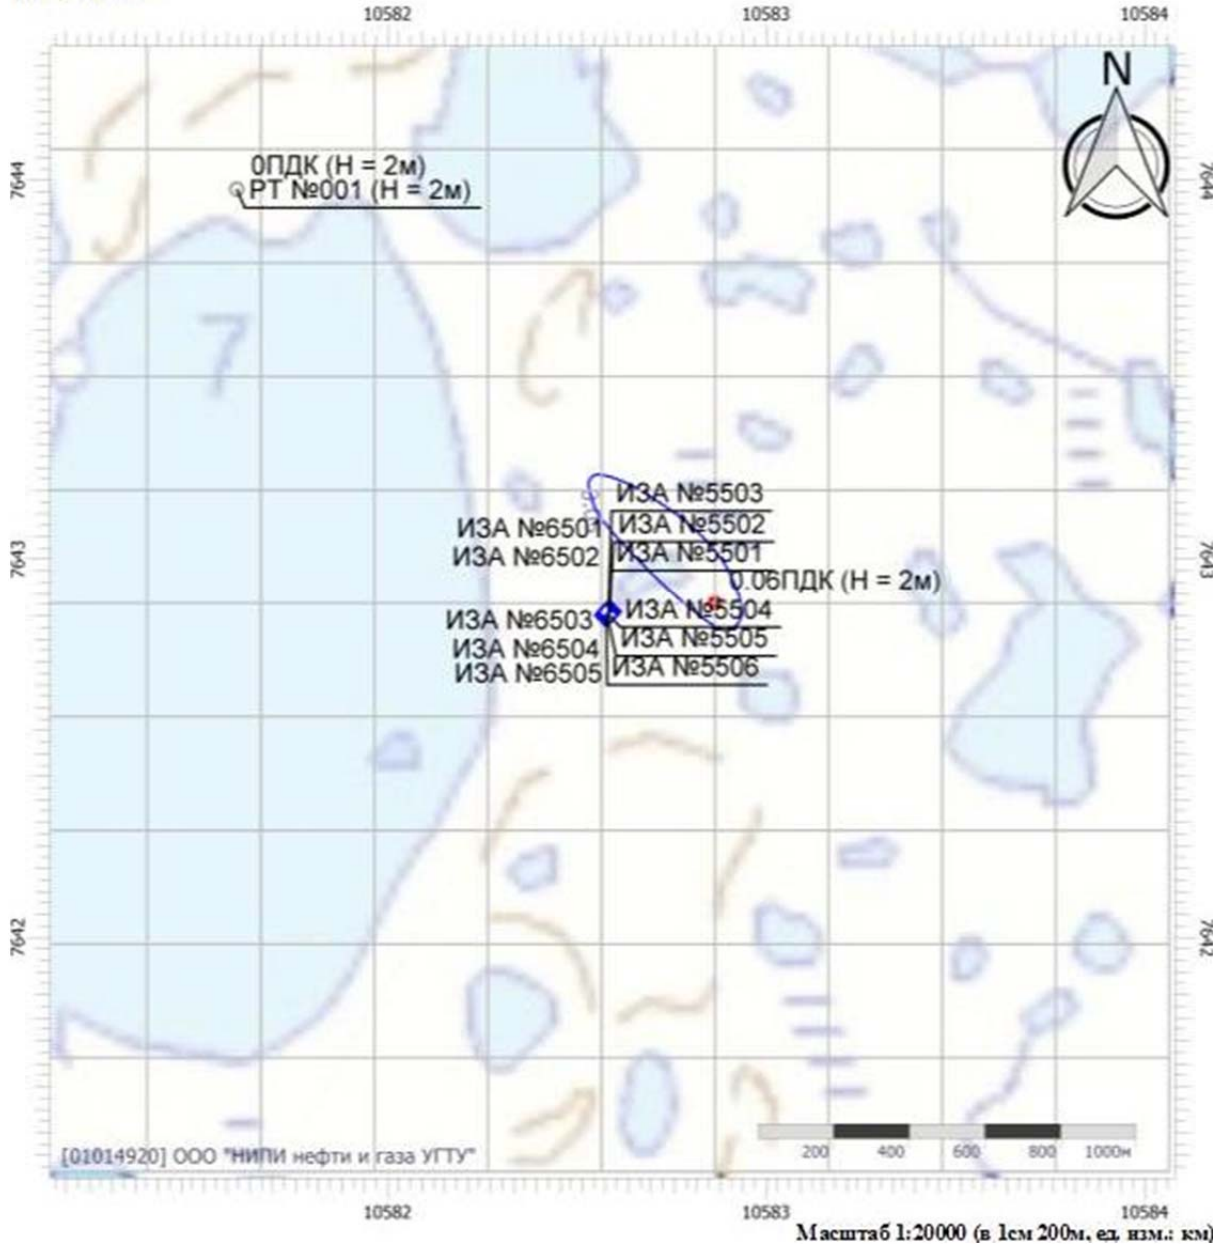 10582 10583 10584
N
0ПДК (Н = 2м)
РТ №001 (Н = 2м)
7644 7644
ИЗА №5503
ИЗА №6501 ИЗА №5502
ИЗА №6502 ИЗА №5501
7643 7643
0.06ПДК (Н = 2м)
ИЗА №6503 ИЗА №5504
ИЗА №6504 ИЗА №5505
ИЗА №6505 ИЗА №5506
7642 7642
200 400 600 800 1000м
[01014920] ООО "НИПИ нефти и газа УГТУ"
10582 10583 10584
Масштаб 1:20000 (в 1см 200м, ед. изм.: км)